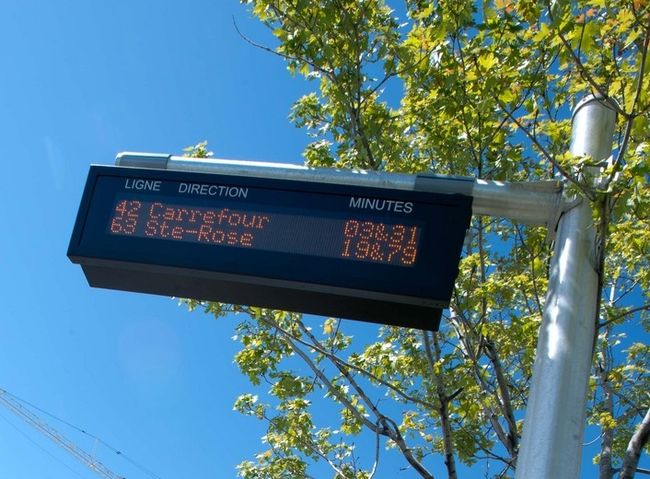 LIGNE DIRECTION MINUTES
42 Carrefour 03&31
63 Ste-Rose 19&79